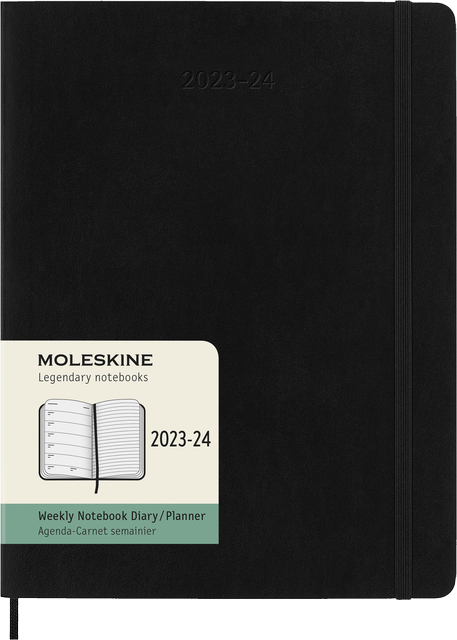 2023-24
MOLESKINE
Legendary notebooks
2023-24
Weekly Notebook Diary/Planner
Agenda-Carnet semainier